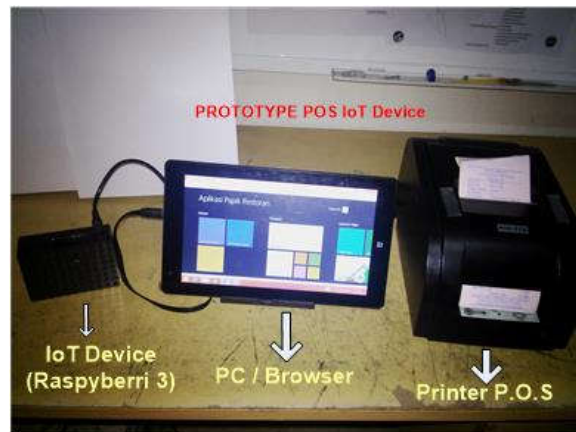 PROTOTYPE POS IoT Device
Aplikasi Pajak Restoran
IoT Device
(Raspyberri 3)
PC / Browser
Printer P.O.S